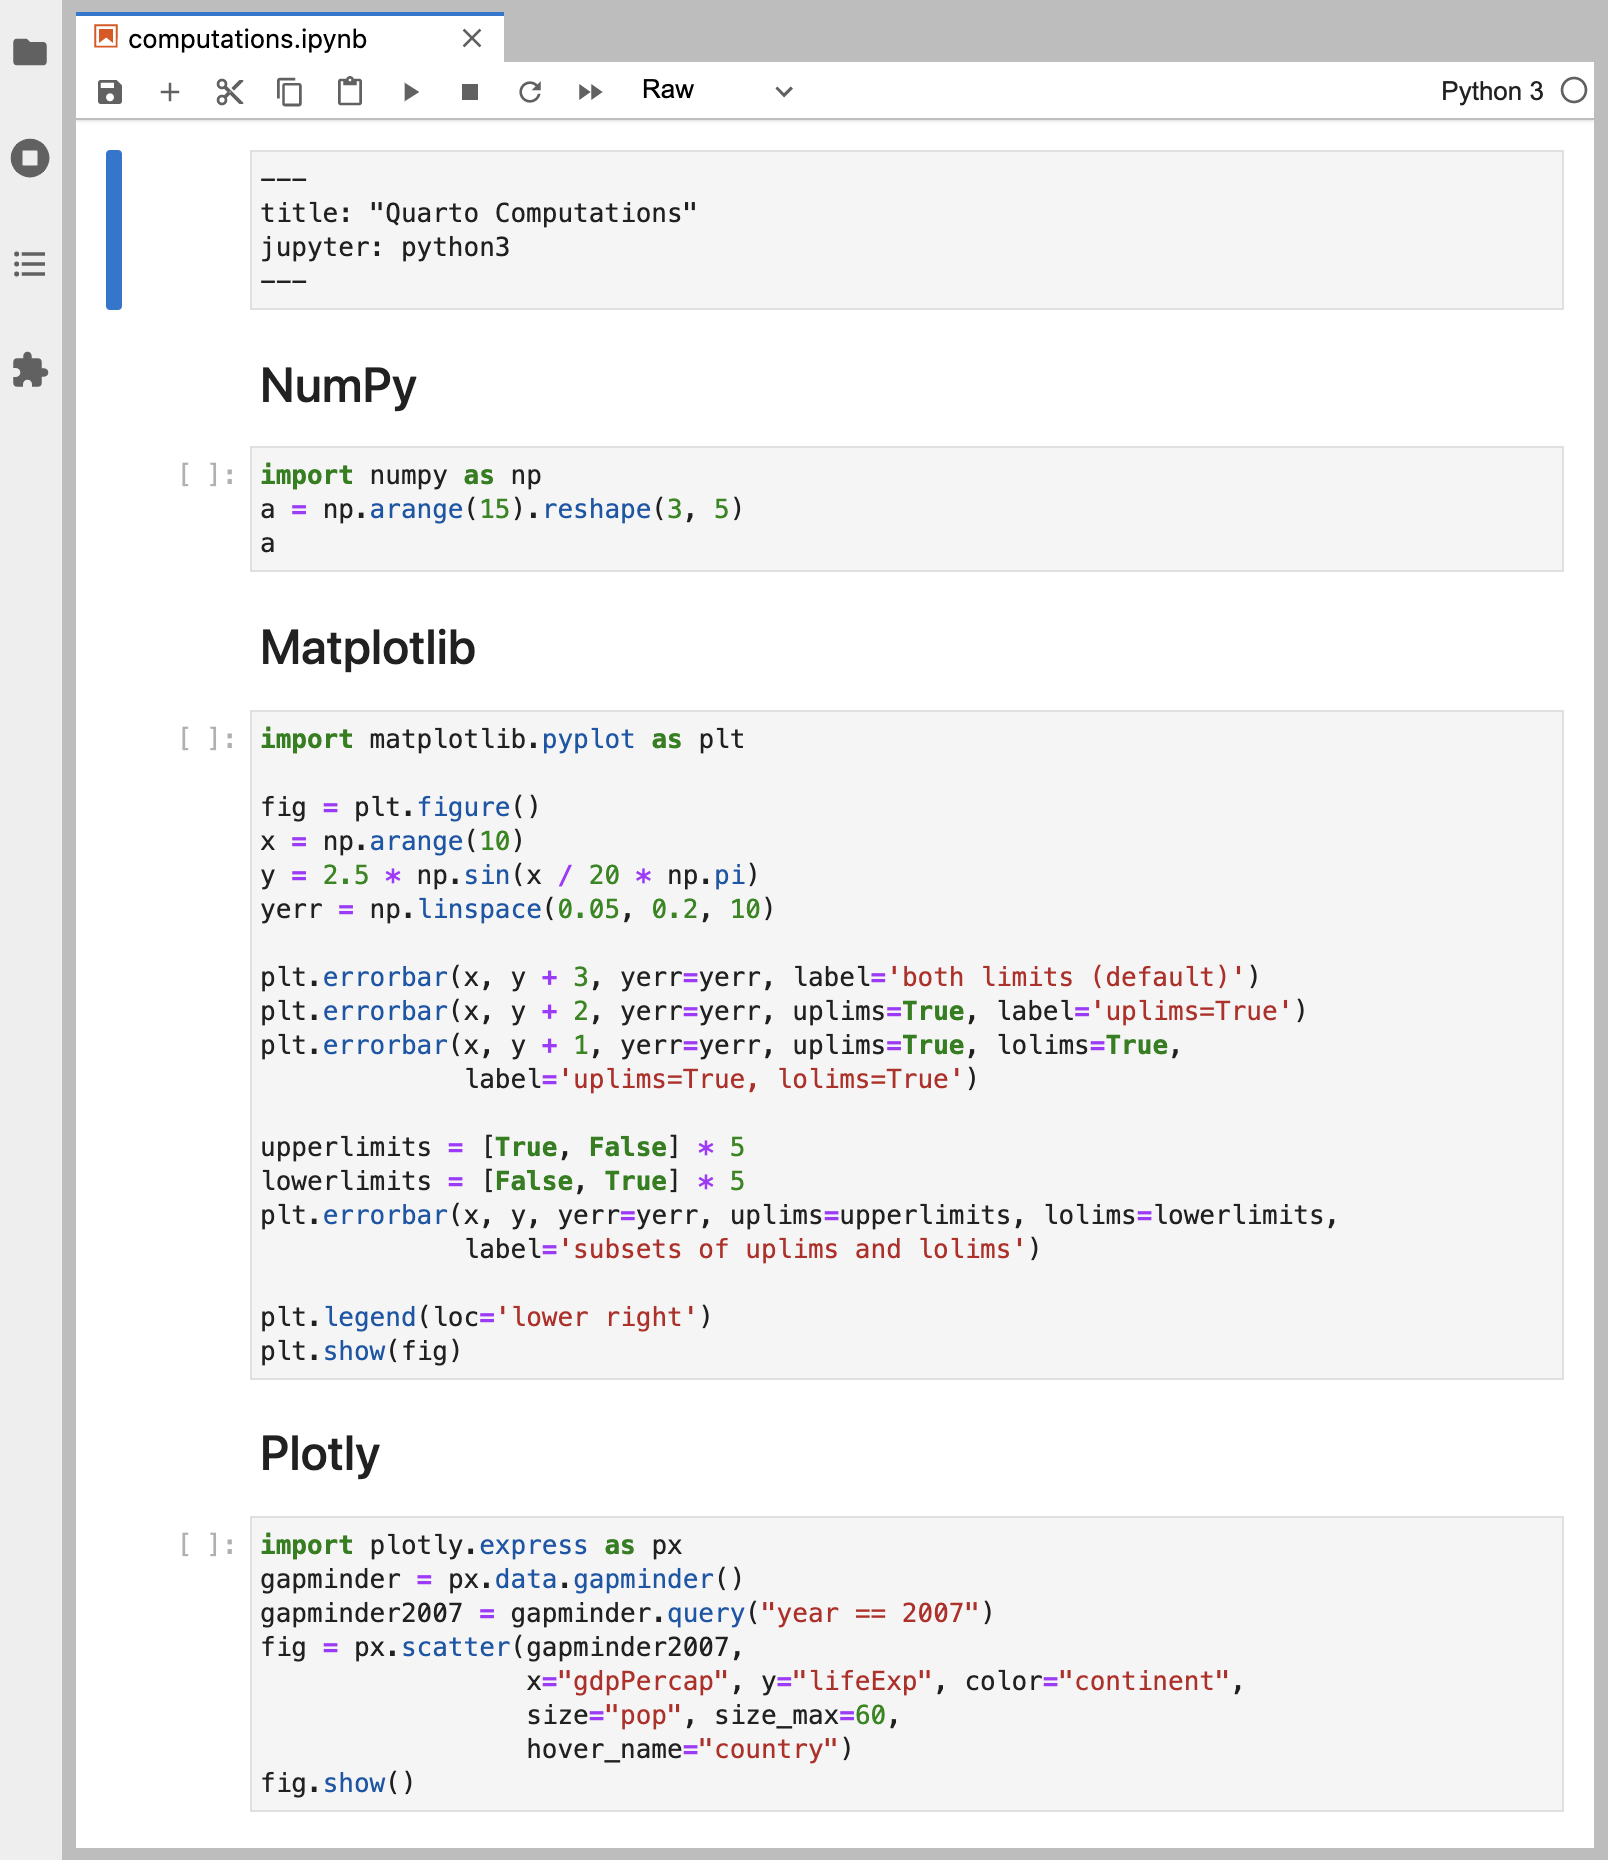 computations.ipynb
Raw
Python 3
---
title: "Quarto Computations"
jupyter: python3
---
NumPy
[ ]:
import numpy as np
a = np.arange(15).reshape(3, 5)
a
Matplotlib
[ ]:
import matplotlib.pyplot as plt

fig = plt.figure()
x = np.arange(10)
y = 2.5 * np.sin(x / 20 * np.pi)
yerr = np.linspace(0.05, 0.2, 10)

plt.errorbar(x, y + 3, yerr=yerr, label='both limits (default)')
plt.errorbar(x, y + 2, yerr=yerr, uplims=True, label='uplims=True')
plt.errorbar(x, y + 1, yerr=yerr, uplims=True, lolims=True,
             label='uplims=True, lolims=True')

upperlimits = [True, False] * 5
lowerlimits = [False, True] * 5
plt.errorbar(x, y, yerr=yerr, uplims=upperlimits, lolims=lowerlimits,
             label='subsets of uplims and lolims')

plt.legend(loc='lower right')
plt.show(fig)
Plotly
[ ]:
import plotly.express as px
gapminder = px.data.gapminder()
gapminder2007 = gapminder.query("year == 2007")
fig = px.scatter(gapminder2007,
                 x="gdpPercap", y="lifeExp", color="continent",
                 size="pop", size_max=60,
                 hover_name="country")
fig.show()